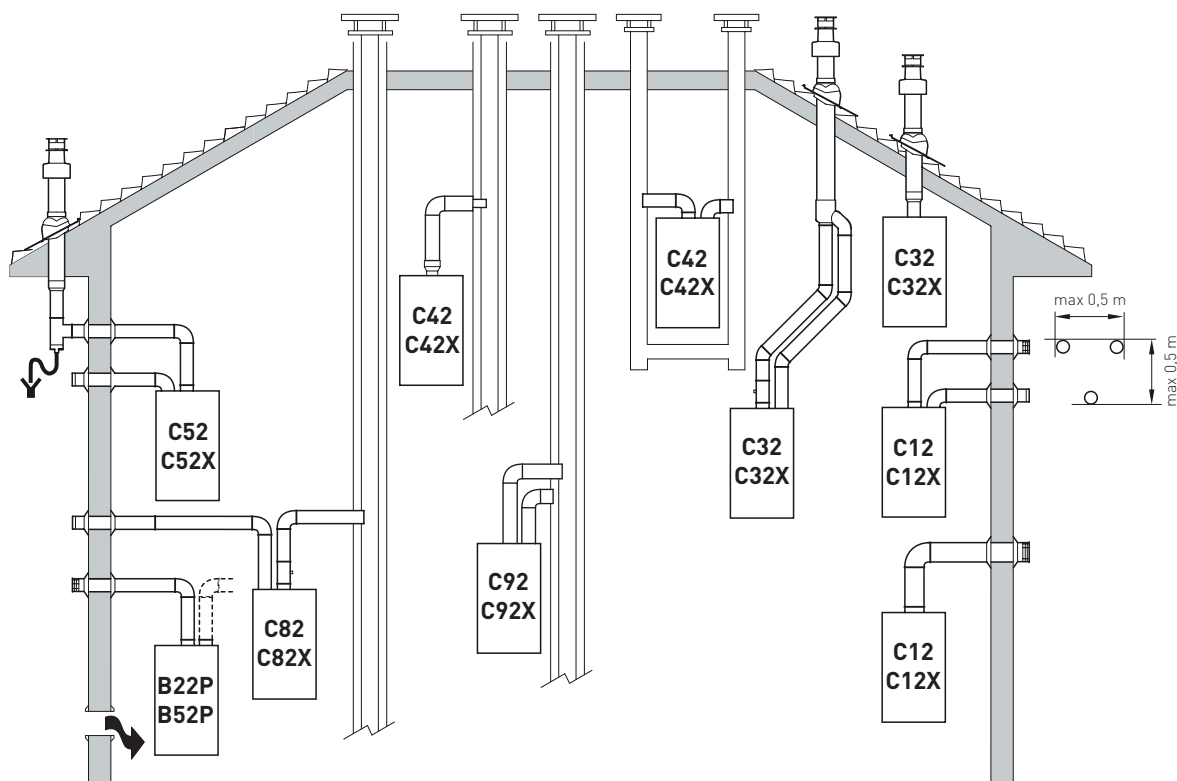 C42
C42X
C42
C42X
C32
C32X
max 0,5 m
max 0,5 m
C52
C52X
C32
C32X
C12
C12X
C92
C92X
C82
C82X
B22P
B52P
C12
C12X